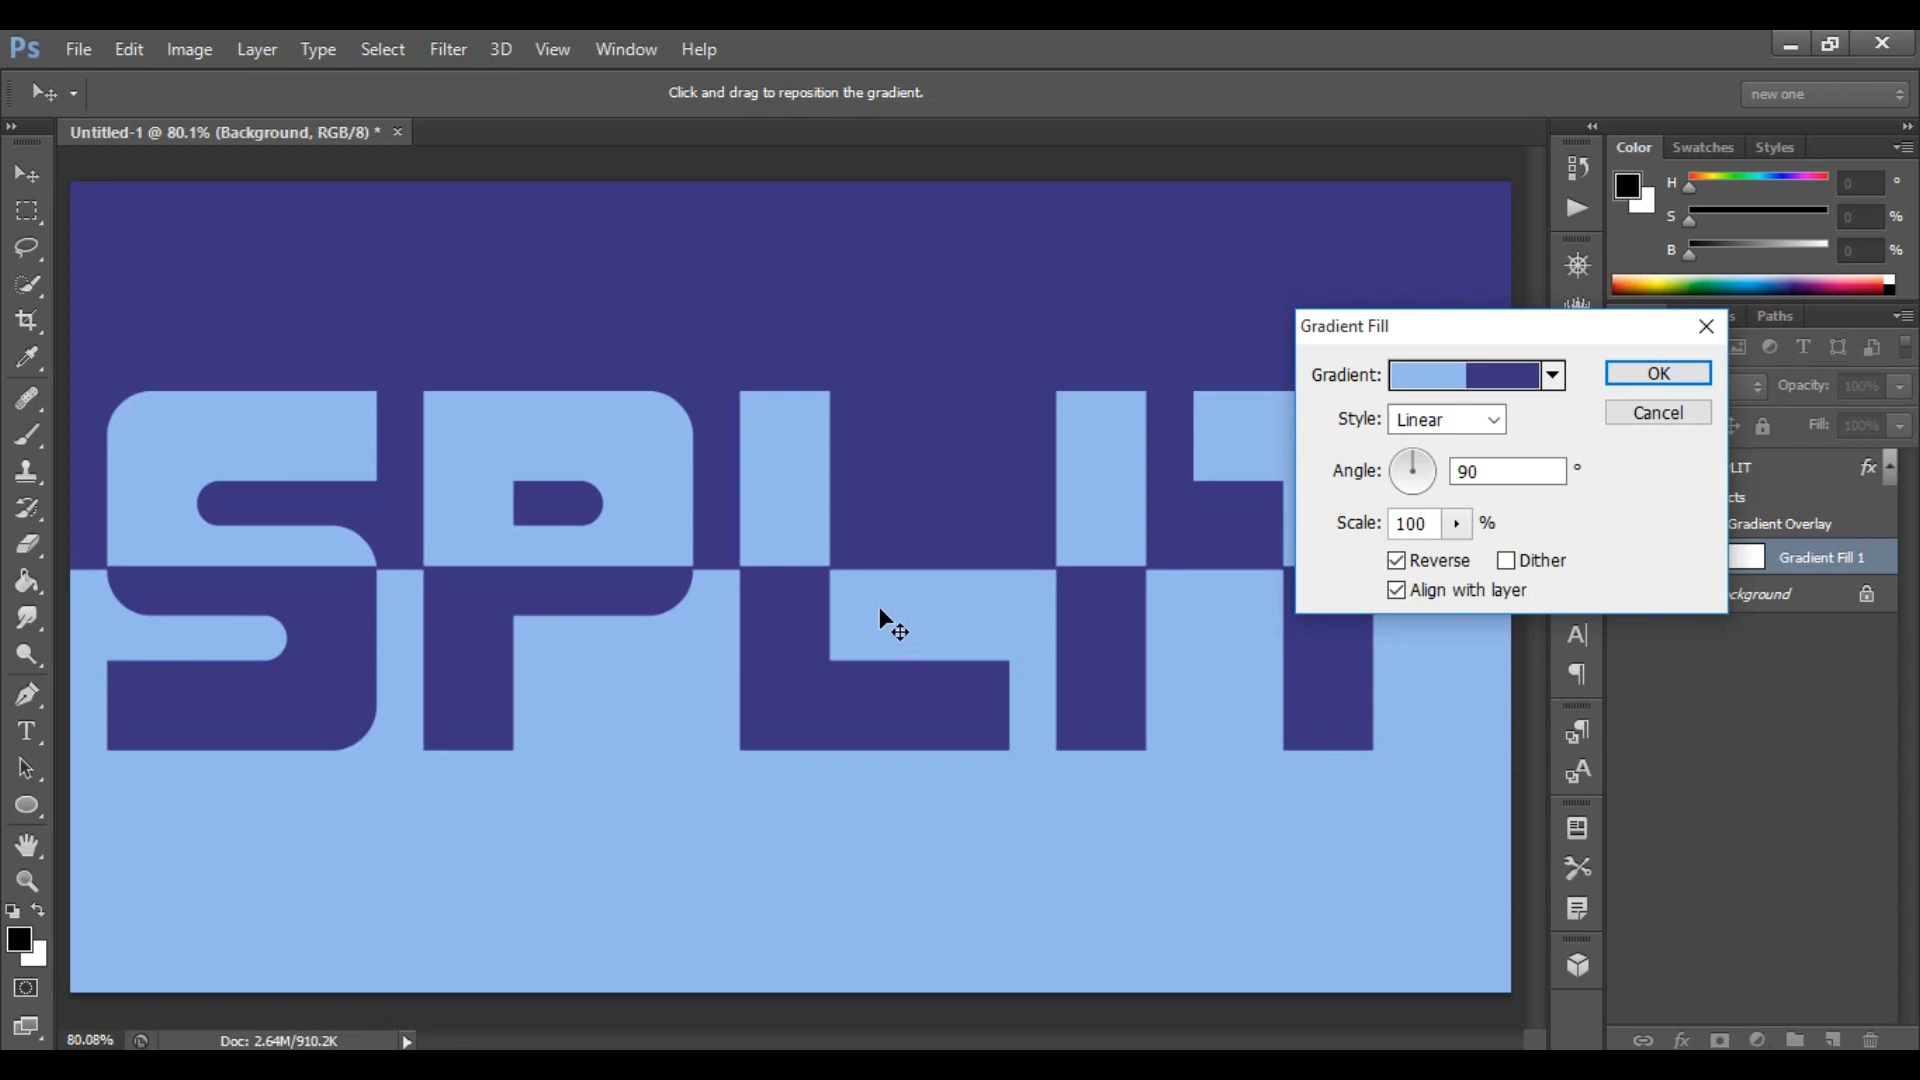 Ps File Edit Image Layer Type Select Filter 3D View Window Help
Click and drag to reposition the gradient.
new one
Untitled-1 @ 80.1% (Background, RGB/8) * ×
Color Swatches Styles
H 0 °
S 0 %
B 0 %
Paths
Opacity: 100%
Fill: 100%
LIT fx
cts
Gradient Overlay
Gradient Fill 1
ckground
SPLIT
Gradient Fill
Gradient:
OK
Style: Linear
Cancel
Angle: 90 °
Scale: 100 %
Reverse Dither
Align with layer
80.08% Doc: 2.64M/910.2K